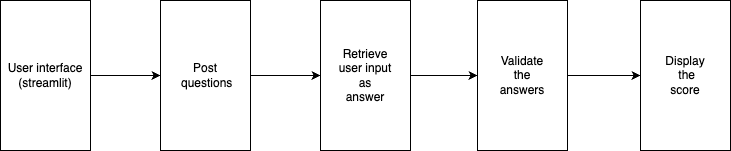 User interface
(streamlit)
Post
questions
Retrieve
user input
as
answer
Validate
the
answers
Display
the
score